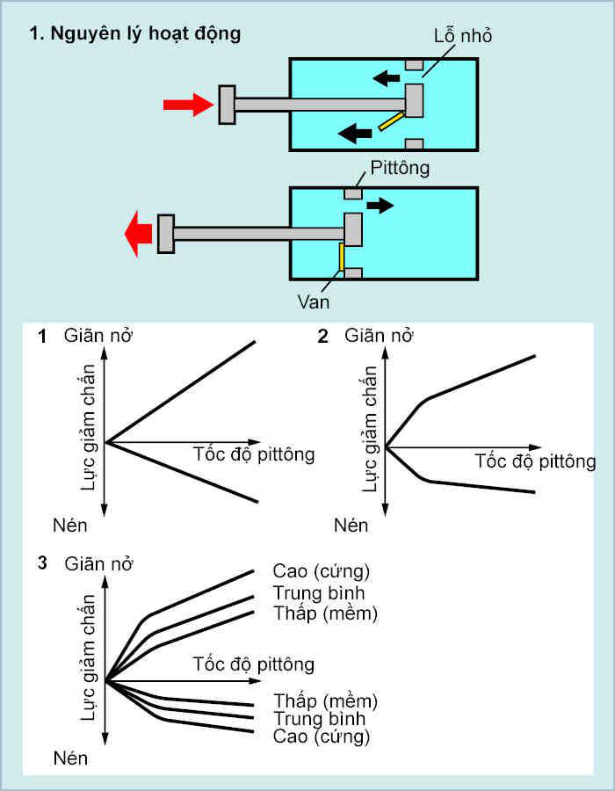 1. Nguyên lý hoạt động
Lỗ nhỏ
Pittông
Van
1 Giãn nở
Lực giảm chấn
Tốc độ pittông
Nén
2 Giãn nở
Lực giảm chấn
Tốc độ pittông
Nén
3 Giãn nở
Lực giảm chấn
Cao (cứng)
Trung bình
Thấp (mềm)
Tốc độ pittông
Thấp (mềm)
Trung bình
Cao (cứng)
Nén